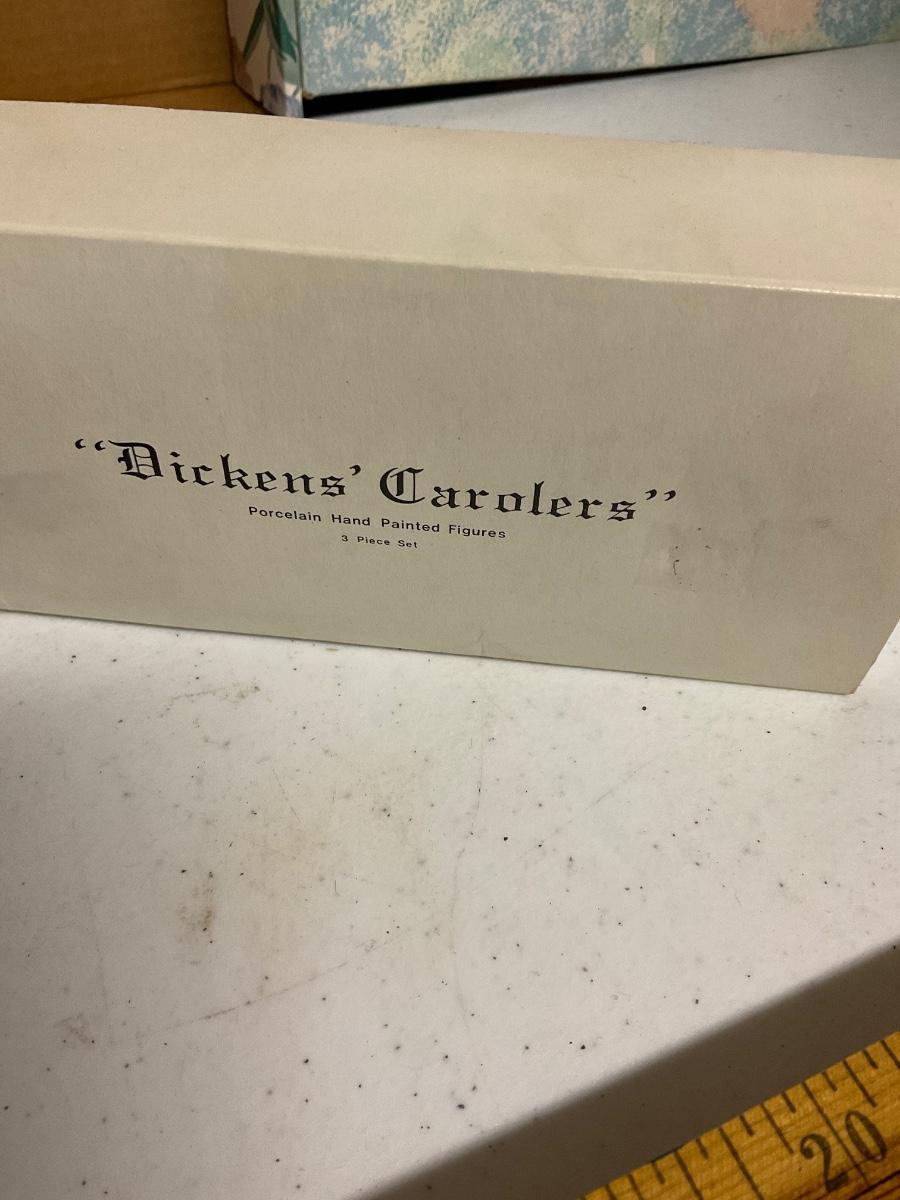 “Dickens’ Carolers”
Porcelain Hand Painted Figures
3 Piece Set
20